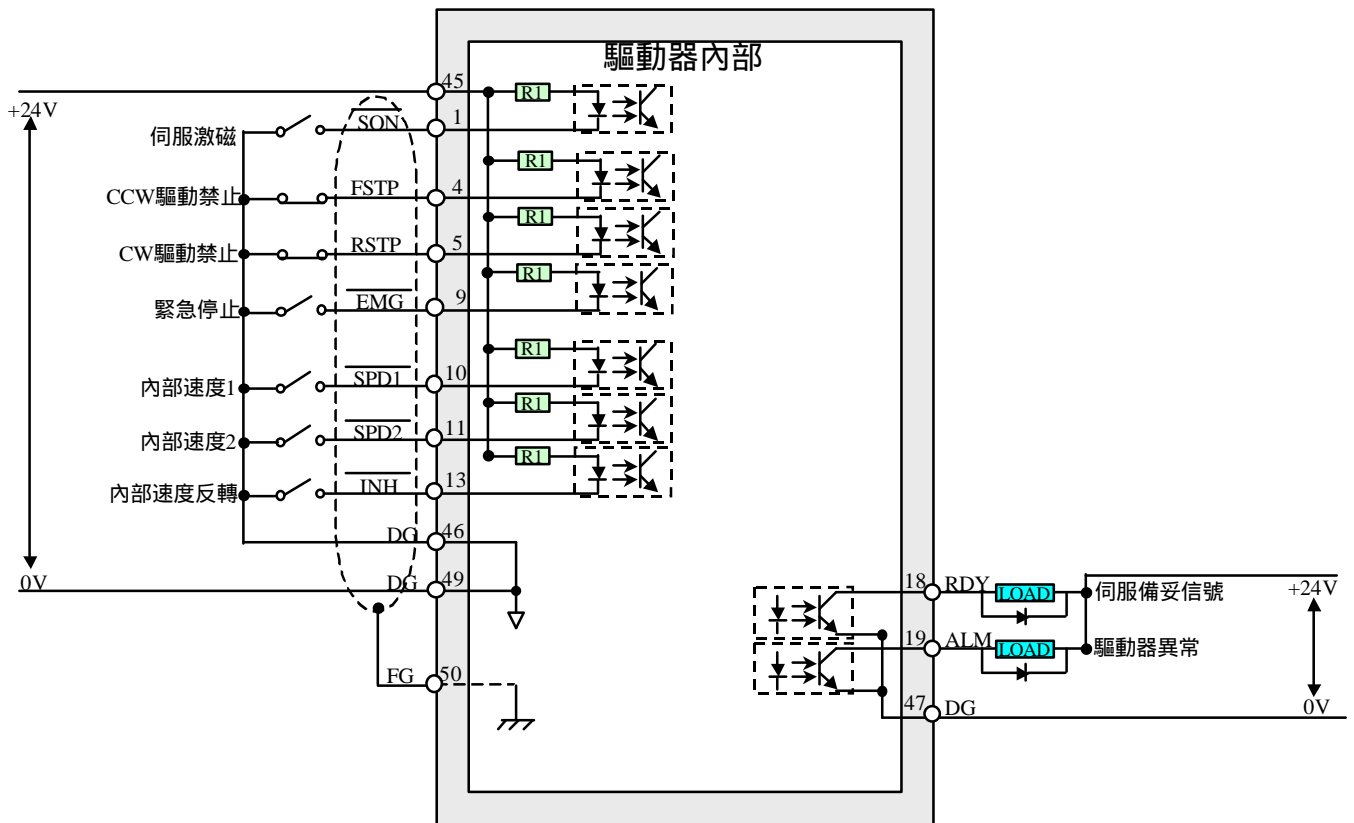 驅動器內部
45
R1
+24V
SON
1
伺服激磁
R1
CCW驅動禁止
FSTP
4
R1
CW驅動禁止
RSTP
5
R1
緊急停止
EMG
9
R1
內部速度1
SPD1
10
R1
內部速度2
SPD2
11
R1
內部速度反轉
INH
13
DG
46
0V
DG
49
18
RDY
LOAD
伺服備妥信號
+24V
19
ALM
LOAD
驅動器異常
FG
50
47
DG
0V